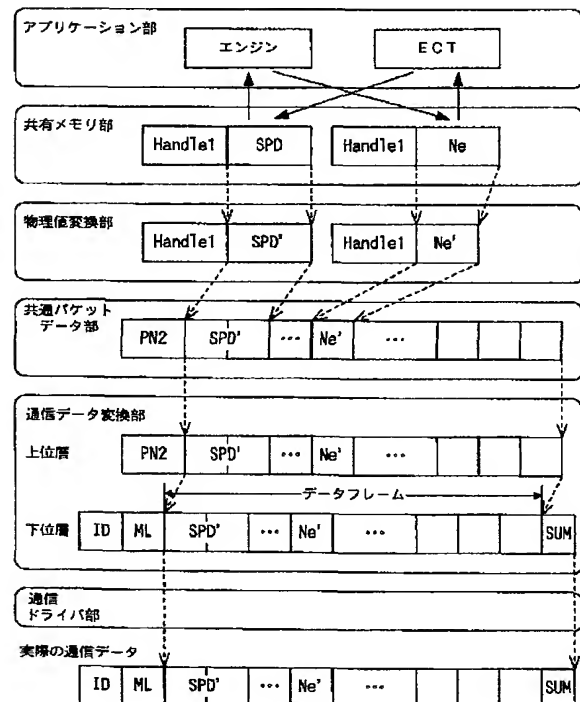 アプリケーション部
エンジン ECT
共有メモリ部
Handle1 SPD Handle1 Ne
物理値変換部
Handle1 SPD' Handle1 Ne'
共通パケット
データ部
PN2 SPD' … Ne' …
通信データ変換部
上位層 PN2 SPD' … Ne' …
データフレーム
下位層 ID ML SPD' … Ne' … SUM
通信
ドライバ部
実際の通信データ
ID ML SPD' … Ne' … SUM